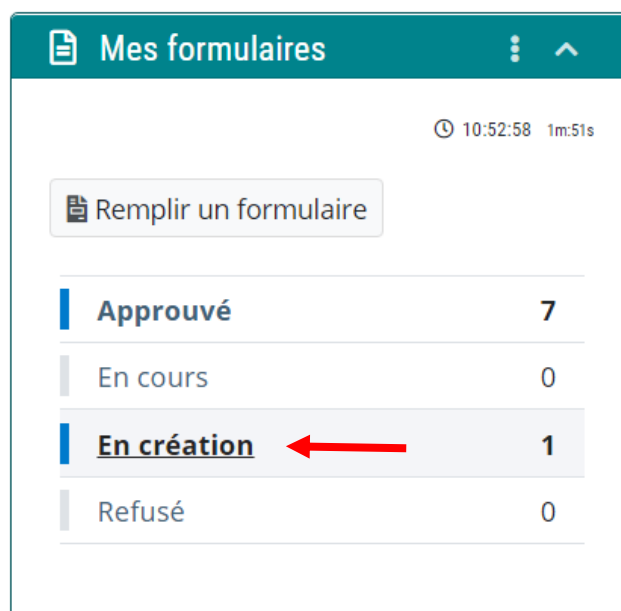 Mes formulaires
10:52:58 1m:51s
Remplir un formulaire
Approuvé 7
En cours 0
En création 1
Refusé 0